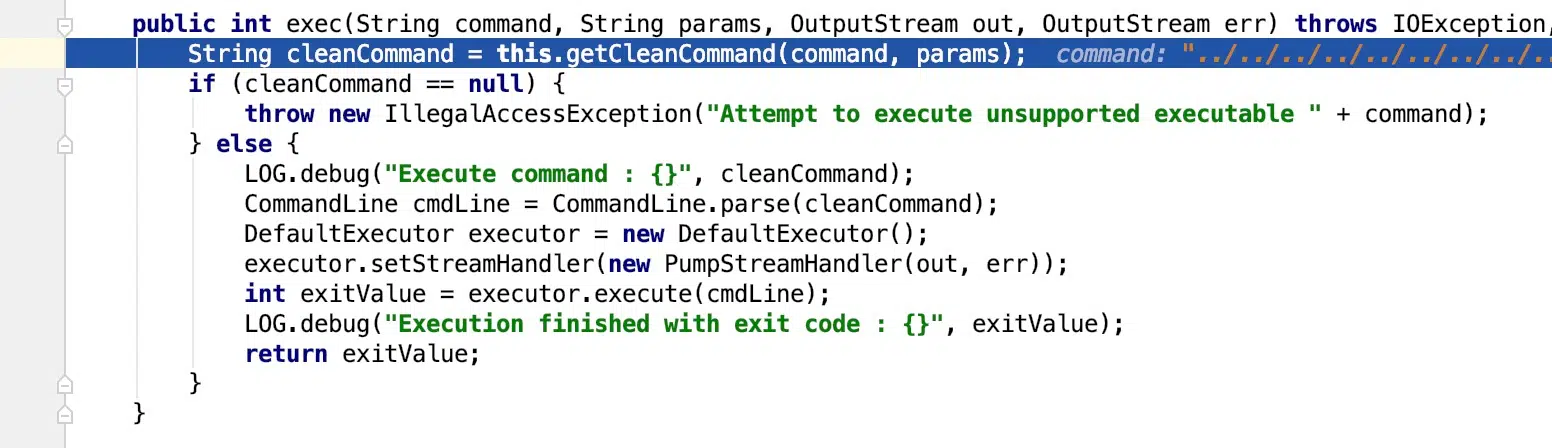 public int exec(String command, String params, OutputStream out, OutputStream err) throws IOException,
String cleanCommand = this.getCleanCommand(command, params);  command: "../../../../../../../../..
if (cleanCommand == null) {
throw new IllegalAccessException("Attempt to execute unsupported executable " + command);
} else {
LOG.debug("Execute command : {}", cleanCommand);
CommandLine cmdLine = CommandLine.parse(cleanCommand);
DefaultExecutor executor = new DefaultExecutor();
executor.setStreamHandler(new PumpStreamHandler(out, err));
int exitValue = executor.execute(cmdLine);
LOG.debug("Execution finished with exit code : {}", exitValue);
return exitValue;
}
}